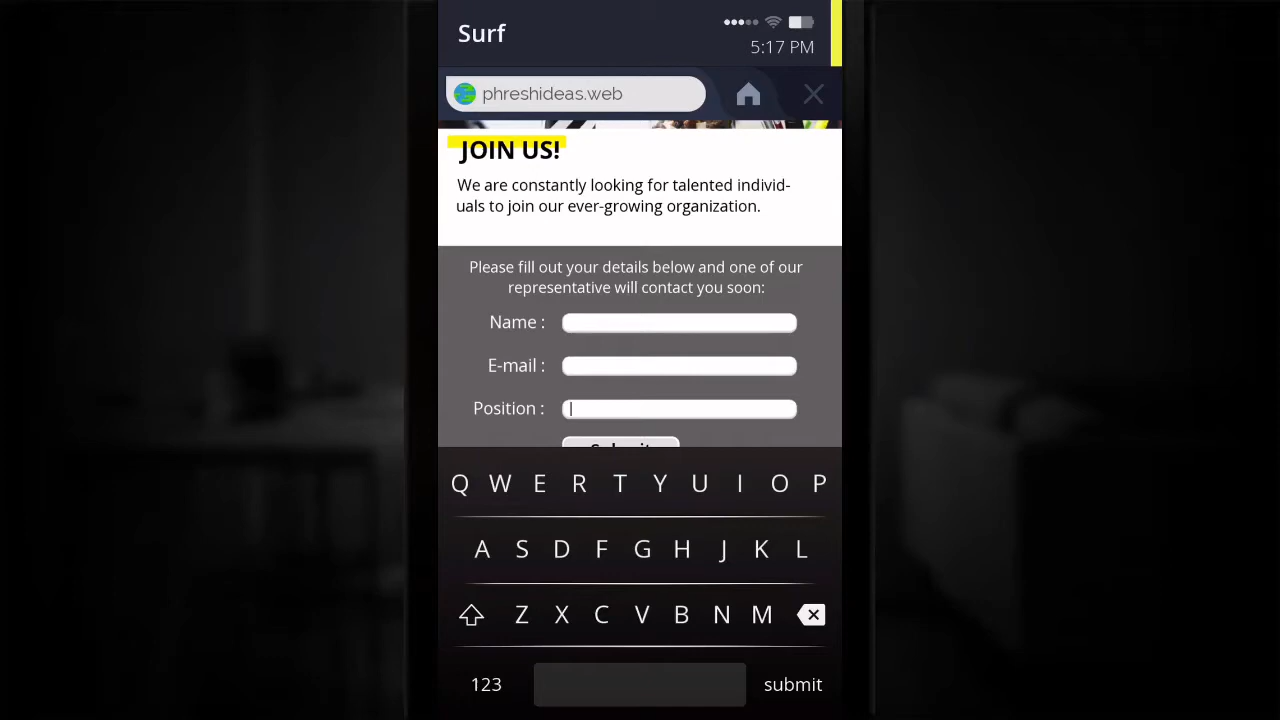 Surf
5:17 PM
phreshideas.web
JOIN US!
We are constantly looking for talented individ-
uals to join our ever-growing organization.
Please fill out your details below and one of our
representative will contact you soon:
Name :
E-mail :
Position :
Submit
Q W E R T Y U I O P
A S D F G H J K L
Z X C V B N M
123
submit